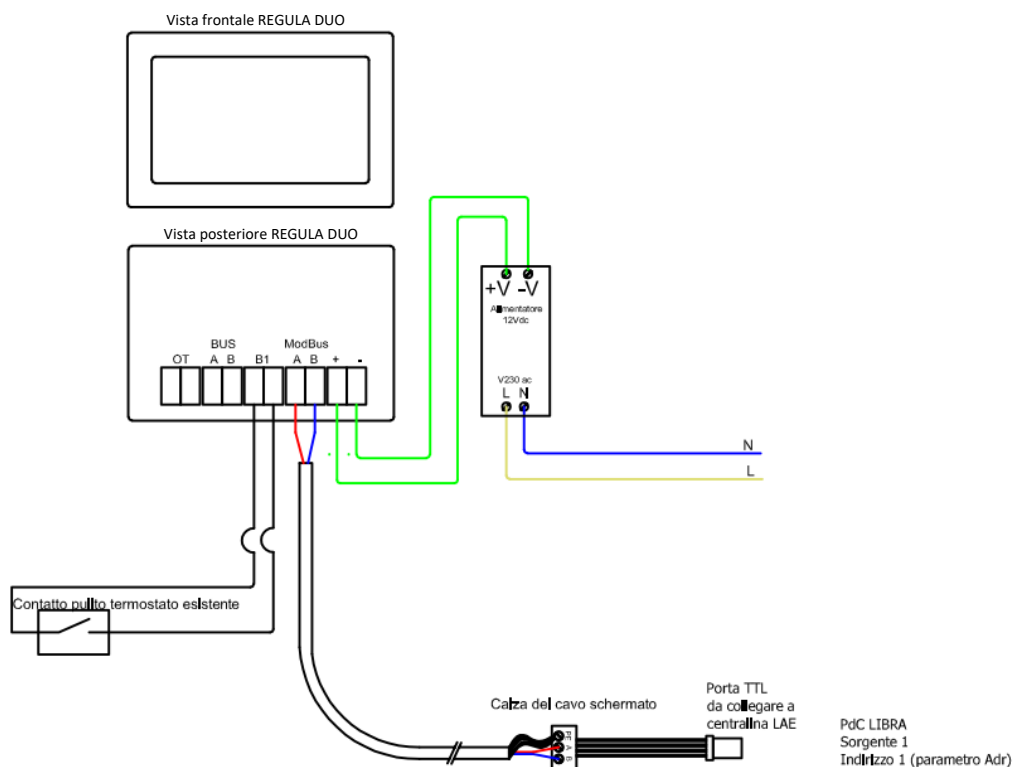 Vista frontale REGULA DUO
Vista posteriore REGULA DUO
OT
BUS
A B
B1
ModBus
A B
+ -
+V -V
Alimentatore
12Vdc
V230 ac
L N
N
L
Contatto pulito termostato esistente
Calza del cavo schermato
PE
A
B
Porta TTL
da collegare a
centralina LAE
PdC LIBRA
Sorgente 1
Indirizzo 1 (parametro Adr)